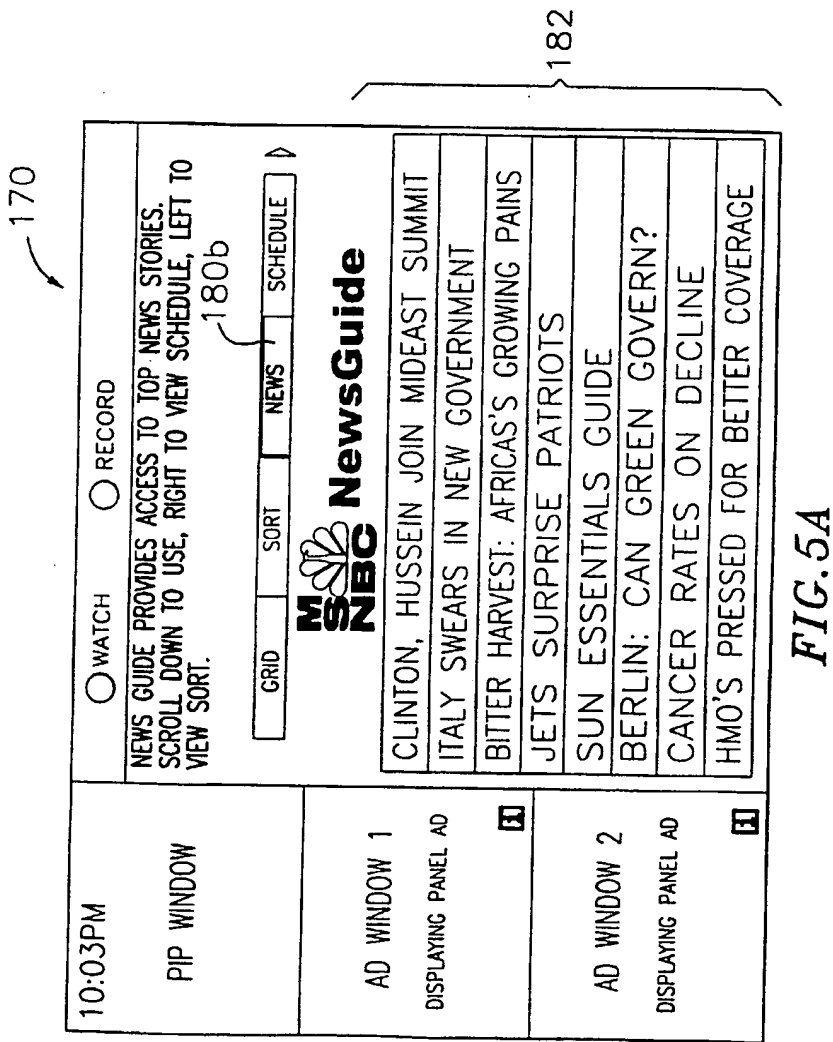 170
10:03PM
PIP WINDOW
AD WINDOW 1
DISPLAYING PANEL AD
i
AD WINDOW 2
DISPLAYING PANEL AD
i
WATCH RECORD
NEWS GUIDE PROVIDES ACCESS TO TOP NEWS STORIES.
SCROLL DOWN TO USE, RIGHT TO VIEW SCHEDULE, LEFT TO
VIEW SORT.
180b
GRID SORT NEWS SCHEDULE
MSNBC NewsGuide
CLINTON, HUSSEIN JOIN MIDEAST SUMMIT
ITALY SWEARS IN NEW GOVERNMENT
BITTER HARVEST: AFRICAS'S GROWING PAINS
JETS SURPRISE PATRIOTS
SUN ESSENTIALS GUIDE
BERLIN: CAN GREEN GOVERN?
CANCER RATES ON DECLINE
HMO'S PRESSED FOR BETTER COVERAGE
182
FIG.5A